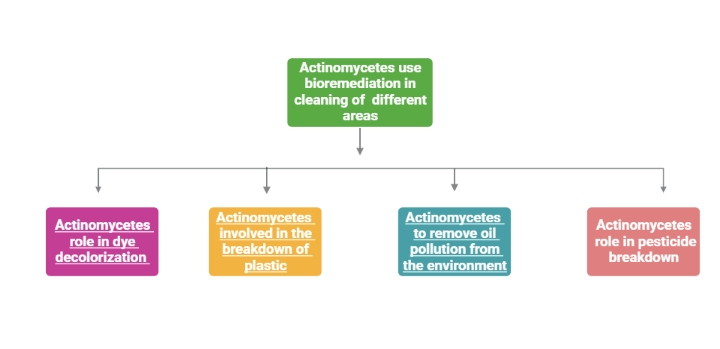 Actinomycetes use
bioremediation in
cleaning of different
areas
Actinomycetes
role in dye
decolorization
Actinomycetes
involved in the
breakdown of
plastic
Actinomycetes
to remove oil
pollution from
the environment
Actinomycetes
role in pesticide
breakdown